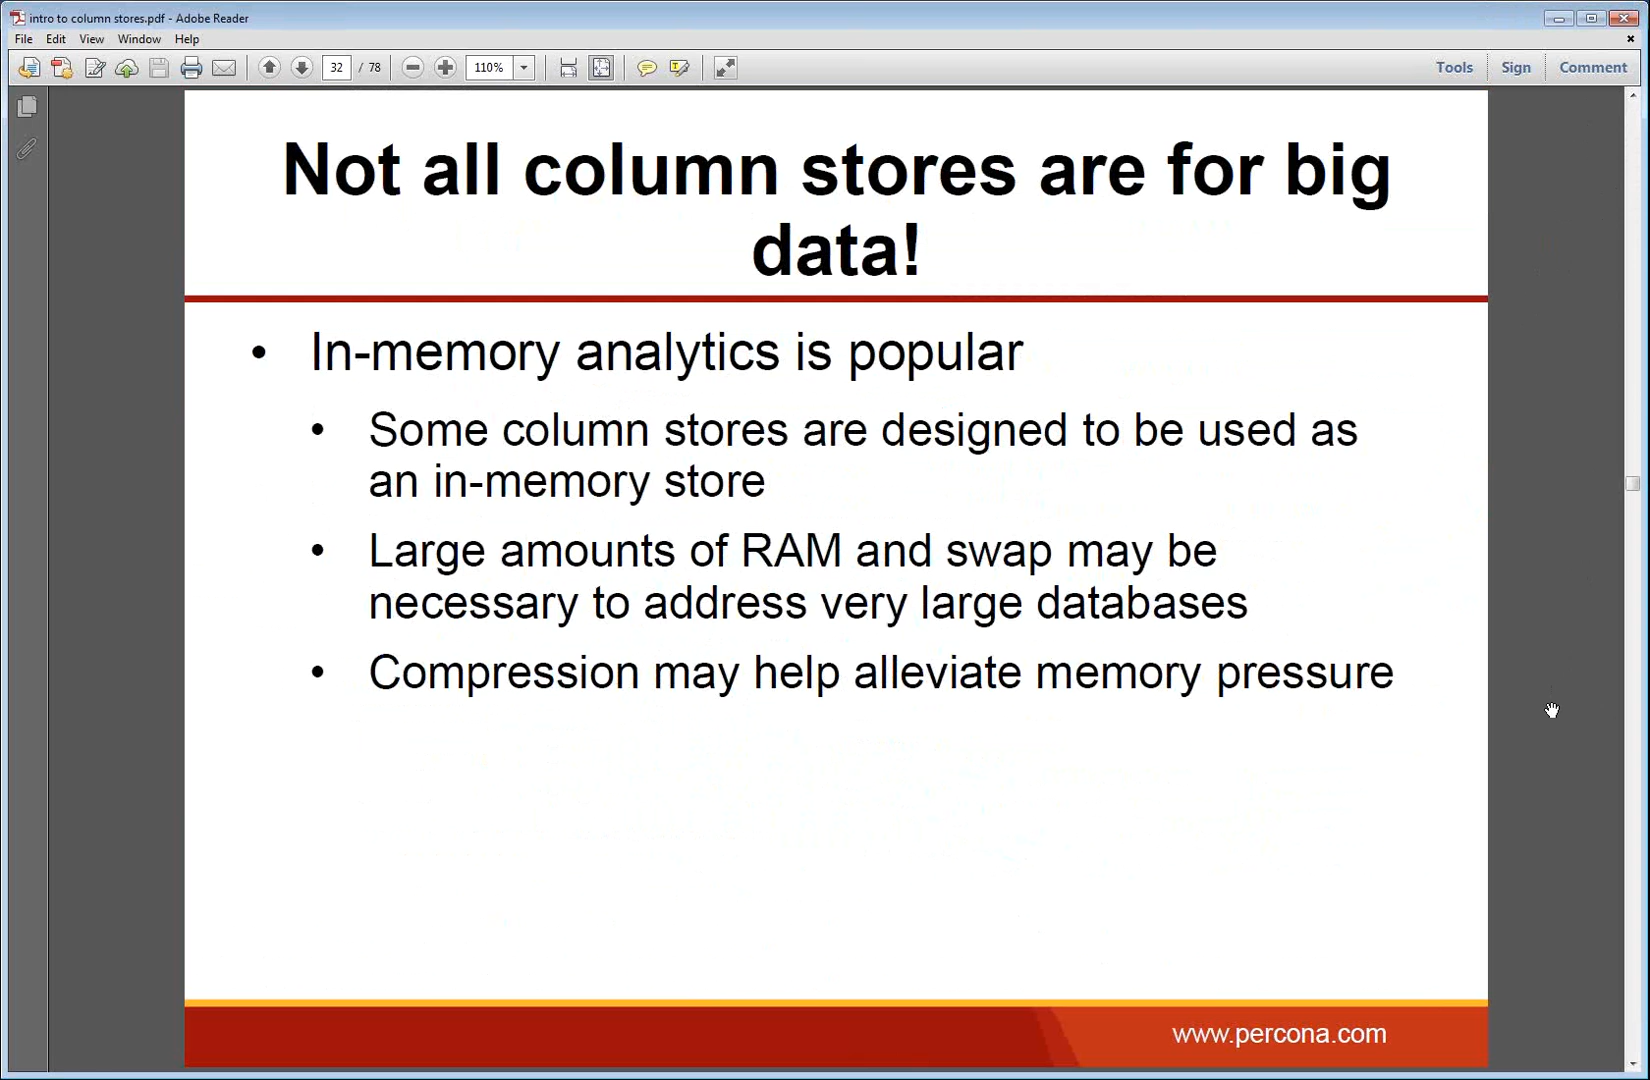 intro to column stores.pdf - Adobe Reader
File Edit View Window Help
32 / 78 110% Tools Sign Comment
Not all column stores are for big
data!
• In-memory analytics is popular
• Some column stores are designed to be used as
an in-memory store
• Large amounts of RAM and swap may be
necessary to address very large databases
• Compression may help alleviate memory pressure
www.percona.com